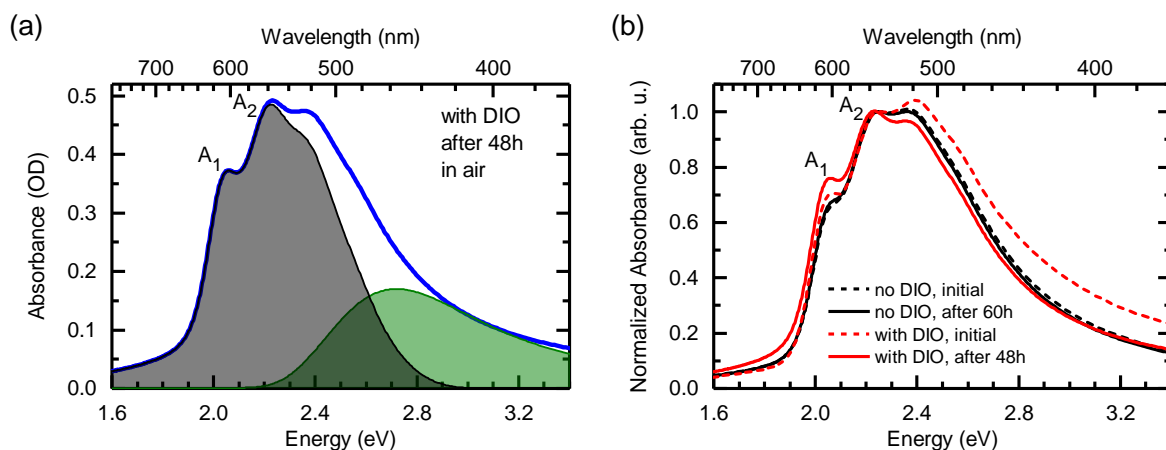 (a)
Wavelength (nm)
700 600 500 400
0.5
0.4
0.3
0.2
0.1
0.0
Absorbance (OD)
A1
A2
with DIO
after 48h
in air
1.6 2.0 2.4 2.8 3.2
Energy (eV)
(b)
Wavelength (nm)
700 600 500 400
1.0
0.8
0.6
0.4
0.2
0.0
Normalized Absorbance (arb. u.)
A2
A1
no DIO, initial
no DIO, after 60h
with DIO, initial
with DIO, after 48h
1.6 2.0 2.4 2.8 3.2
Energy (eV)